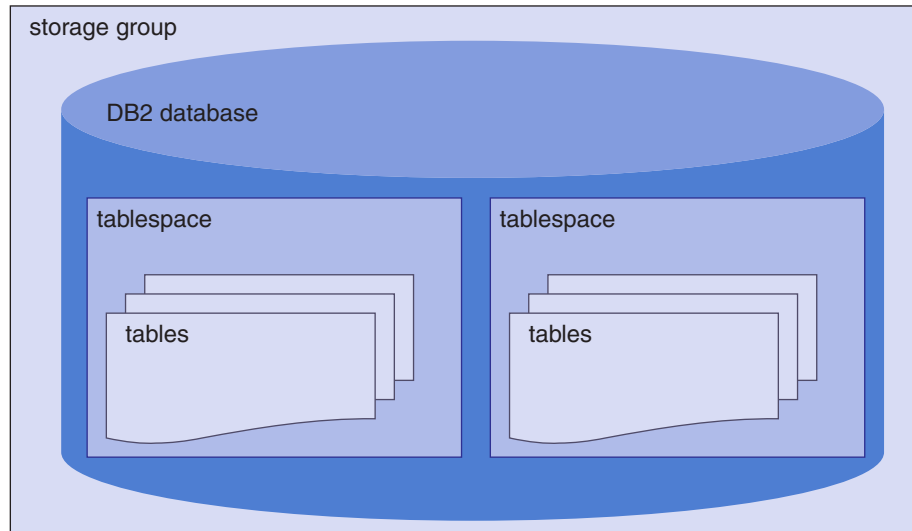 storage group
DB2 database
tablespace
tablespace
tables
tables